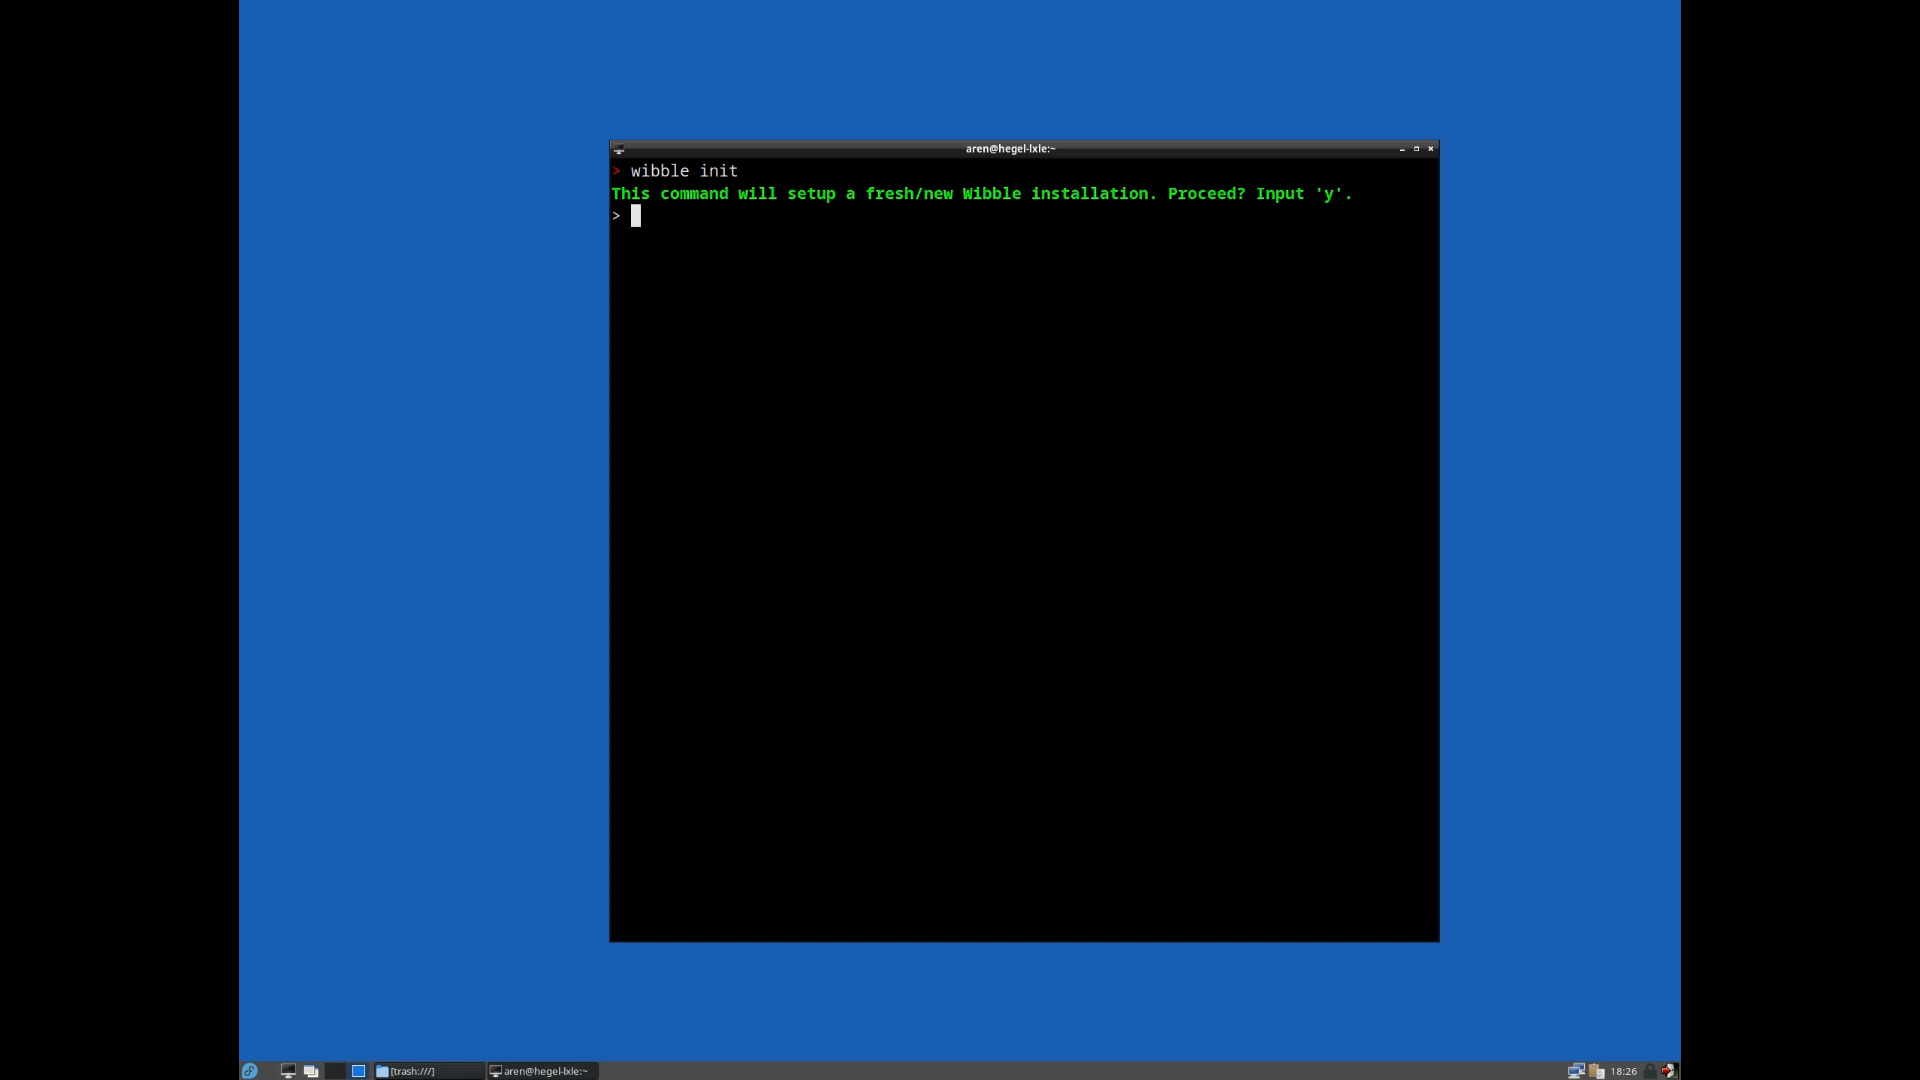 aren@hegel-lxle:~
> wibble init
This command will setup a fresh/new Wibble installation. Proceed? Input 'y'.
>
[trash:///]
aren@hegel-lxle:~
18:26